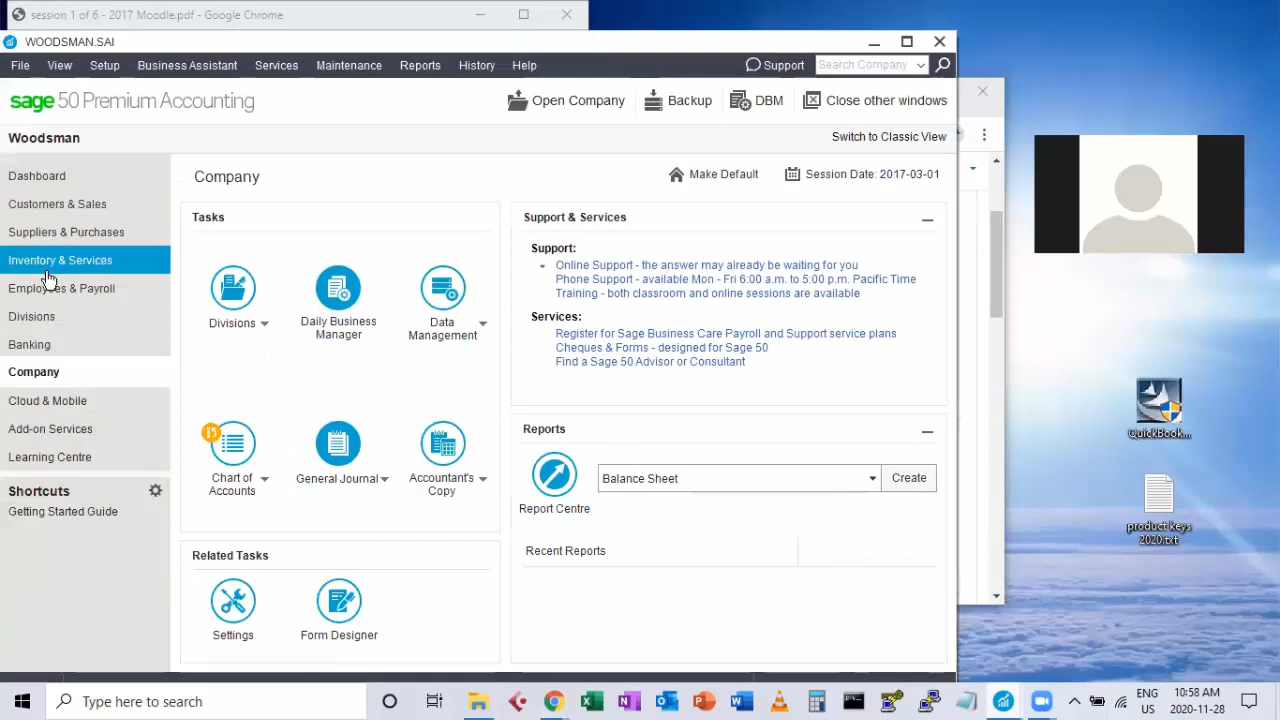 session 1 of 6 - 2017 Moodle.pdf - Google Chrome
WOODSMAN.SAI
File View Setup Business Assistant Services Maintenance Reports History Help Support Search Company
sage 50 Premium Accounting
Open Company Backup DBM Close other windows
Woodsman
Switch to Classic View
Dashboard
Customers & Sales
Suppliers & Purchases
Inventory & Services
Employees & Payroll
Divisions
Banking
Company
Cloud & Mobile
Add-on Services
Learning Centre
Shortcuts
Getting Started Guide
Company
Make Default
Session Date: 2017-03-01
Tasks
Divisions
Daily Business
Manager
Data
Management
Chart of
Accounts
General Journal
Accountant's
Copy
Related Tasks
Settings
Form Designer
Support & Services
Support:
Online Support - the answer may already be waiting for you
Phone Support - available Mon - Fri 6:00 a.m. to 5:00 p.m. Pacific Time
Training - both classroom and online sessions are available
Services:
Register for Sage Business Care Payroll and Support service plans
Cheques & Forms - designed for Sage 50
Find a Sage 50 Advisor or Consultant
Reports
Report Centre
Balance Sheet
Create
Recent Reports
QuickBook...
product keys
2020.txt
Type here to search
ENG
US
10:58 AM
2020-11-28